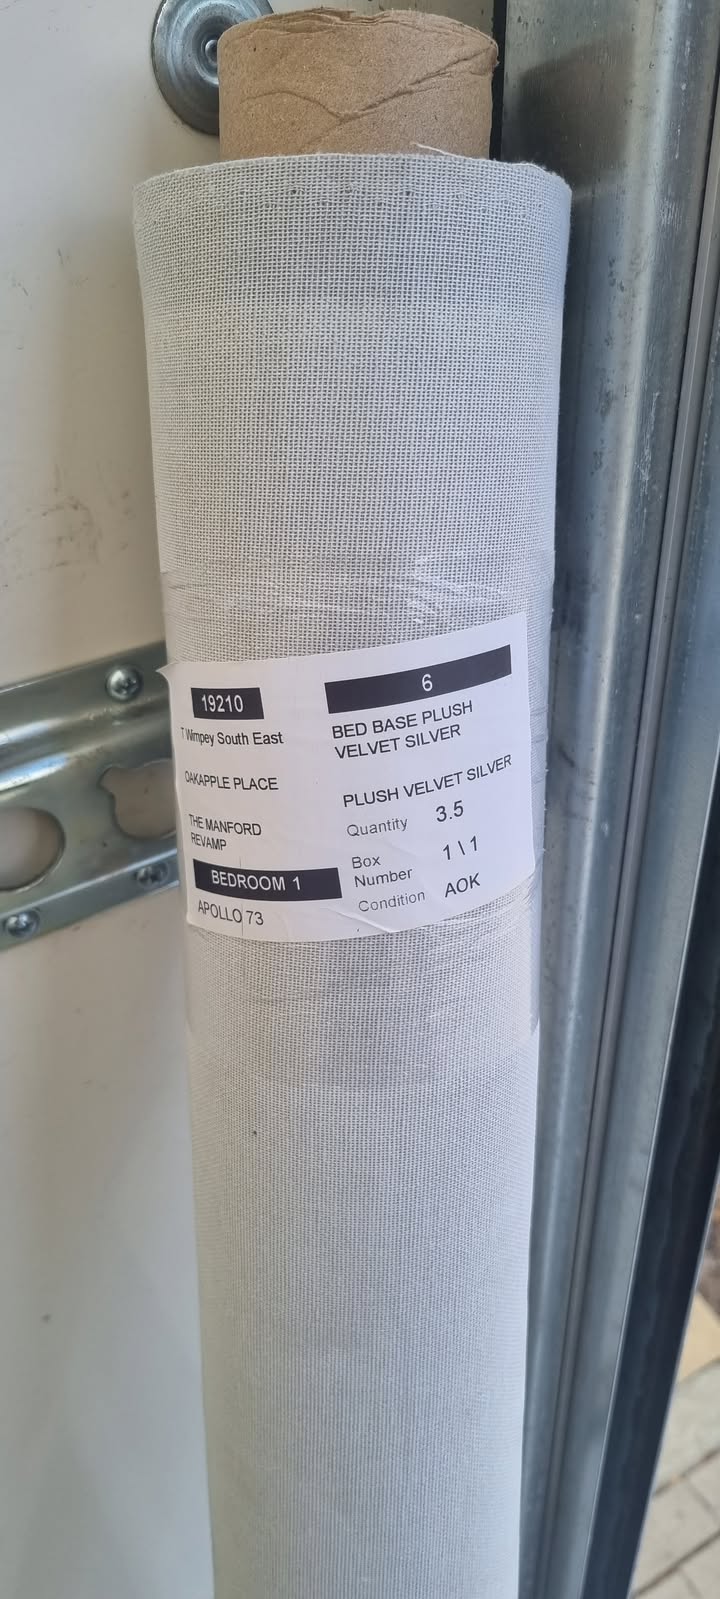 19210
T Wimpey South East
OAKAPPLE PLACE
THE MANFORD
REVAMP
BEDROOM 1
APOLLO 73
6
BED BASE PLUSH
VELVET SILVER
PLUSH VELVET SILVER
Quantity 3.5
Box
Number 1 \ 1
Condition AOK